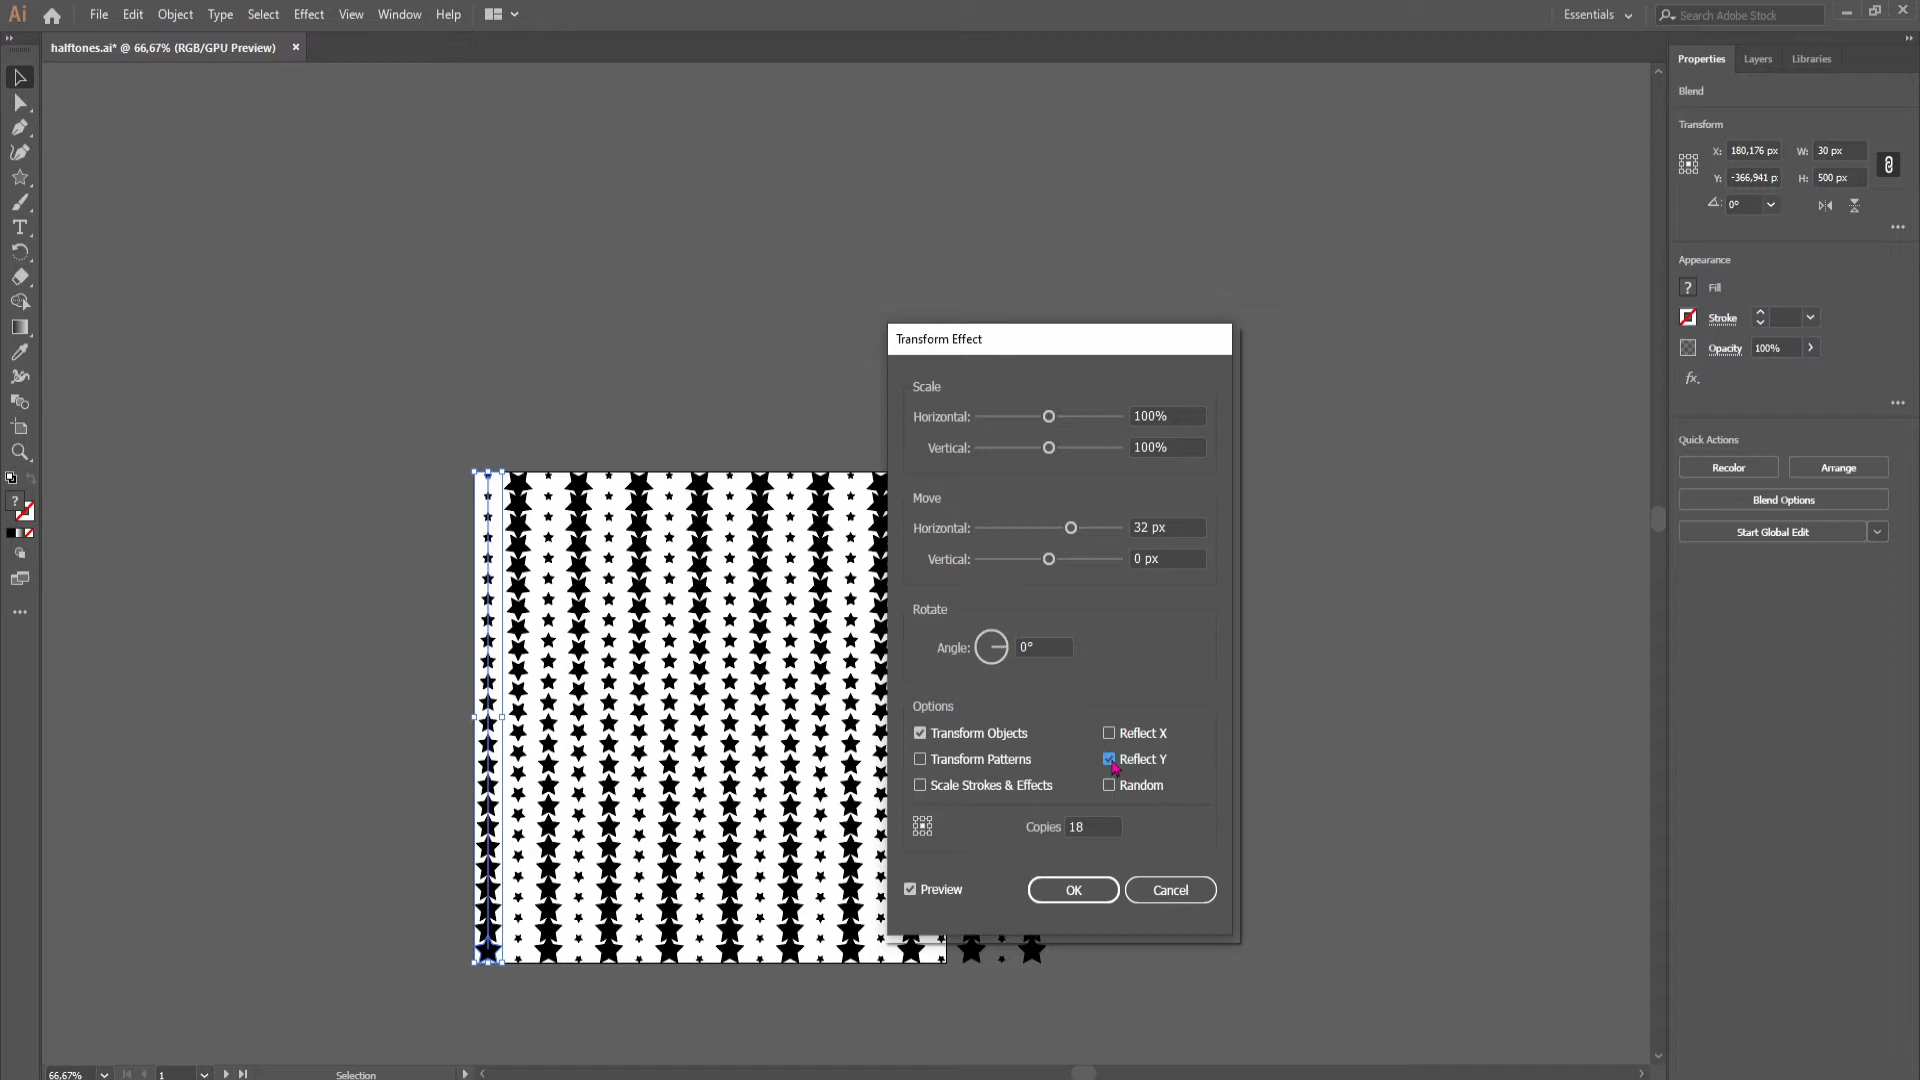 Ai File Edit Object Type Select Effect View Window Help Essentials Search Adobe Stock
halftones.ai* @ 66,67% (RGB/GPU Preview)
Properties Layers Libraries
Blend
Transform
X: 180,176 px W: 30 px
Y: -366,941 p H: 500 px
0°
Appearance
? Fill
Stroke
Opacity 100%
fx.
Quick Actions
Recolor Arrange
Blend Options
Start Global Edit
T
?
Transform Effect
Scale
Horizontal: 100%
Vertical: 100%
Move
Horizontal: 32 px
Vertical: 0 px
Rotate
Angle: 0°
Options
Transform Objects Reflect X
Transform Patterns Reflect Y
Scale Strokes & Effects Random
Copies 18
Preview OK Cancel
66,67% 1 Selection